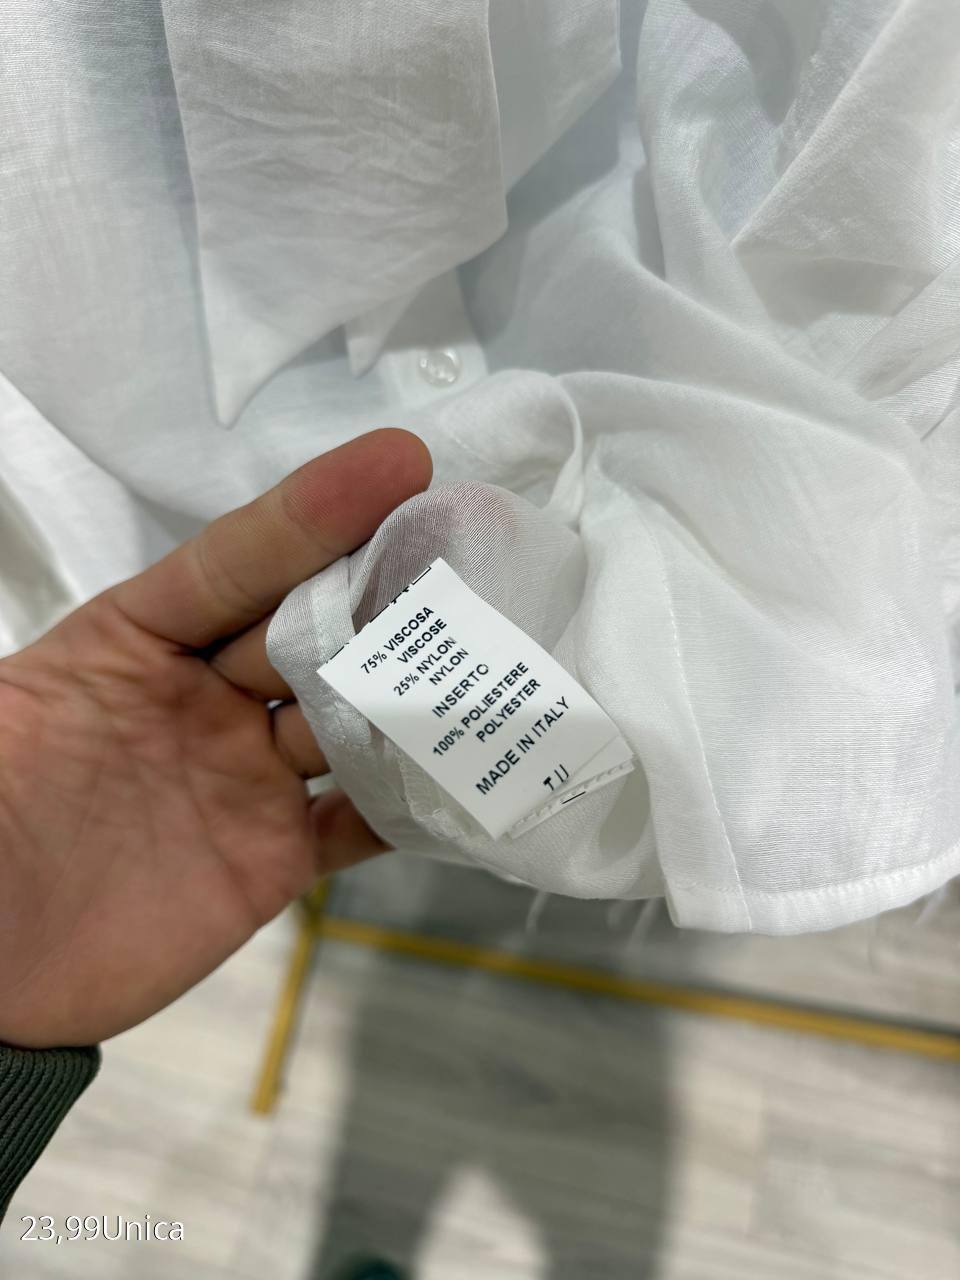 75% VISCOSA
VISCOSE
25% NYLON
NYLON
INSERTO
100% POLIESTERE
POLYESTER
MADE IN ITALY
23,99Unica